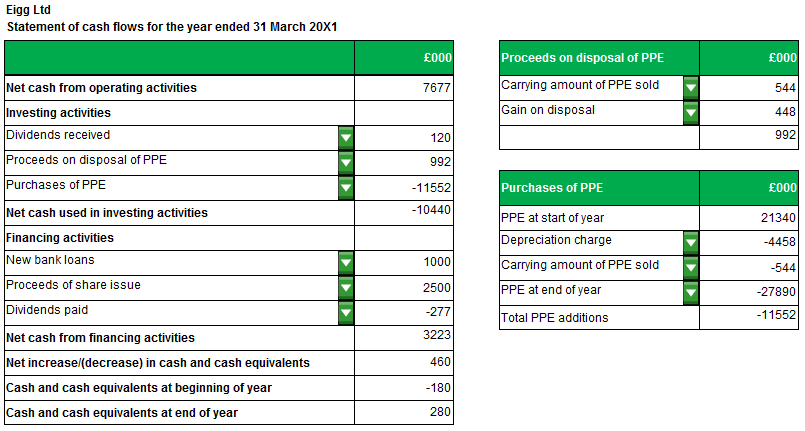 Eigg Ltd
Statement of cash flows for the year ended 31 March 20X1
£000
Net cash from operating activities 7677
Investing activities
Dividends received 120
Proceeds on disposal of PPE 992
Purchases of PPE -11552
Net cash used in investing activities -10440
Financing activities
New bank loans 1000
Proceeds of share issue 2500
Dividends paid -277
Net cash from financing activities 3223
Net increase/(decrease) in cash and cash equivalents 460
Cash and cash equivalents at beginning of year -180
Cash and cash equivalents at end of year 280
Proceeds on disposal of PPE £000
Carrying amount of PPE sold 544
Gain on disposal 448
992
Purchases of PPE £000
PPE at start of year 21340
Depreciation charge -4458
Carrying amount of PPE sold -544
PPE at end of year -27890
Total PPE additions -11552